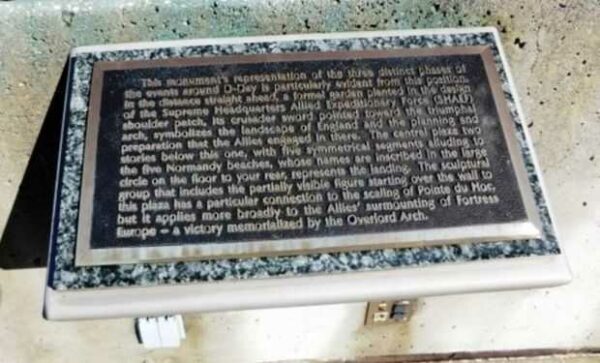 This monument's representation of the three distinct phases of
the events around D-Day is particularly evident from this position.
In the distance straight ahead, a formal garden planted in the design
of the Supreme Headquarters Allied Expeditionary Force (SHAEF)
shoulder patch, its crusader sword pointed toward the triumphal
arch, symbolizes the landscape of England and the planning and
preparation that the Allies engaged in there. The central plaza two
stories below this one, with five symmetrical segments alluding to
the five Normandy beaches, whose names are inscribed in the large
circle on the floor to your rear, represents the landing. The sculptural
group that includes the partially visible figure starting over the wall to
this plaza has a particular connection to the scaling of Pointe du Hoc,
but it applies more broadly to the Allies' surmounting of Fortress
Europe – a victory memorialized by the Overlord Arch.